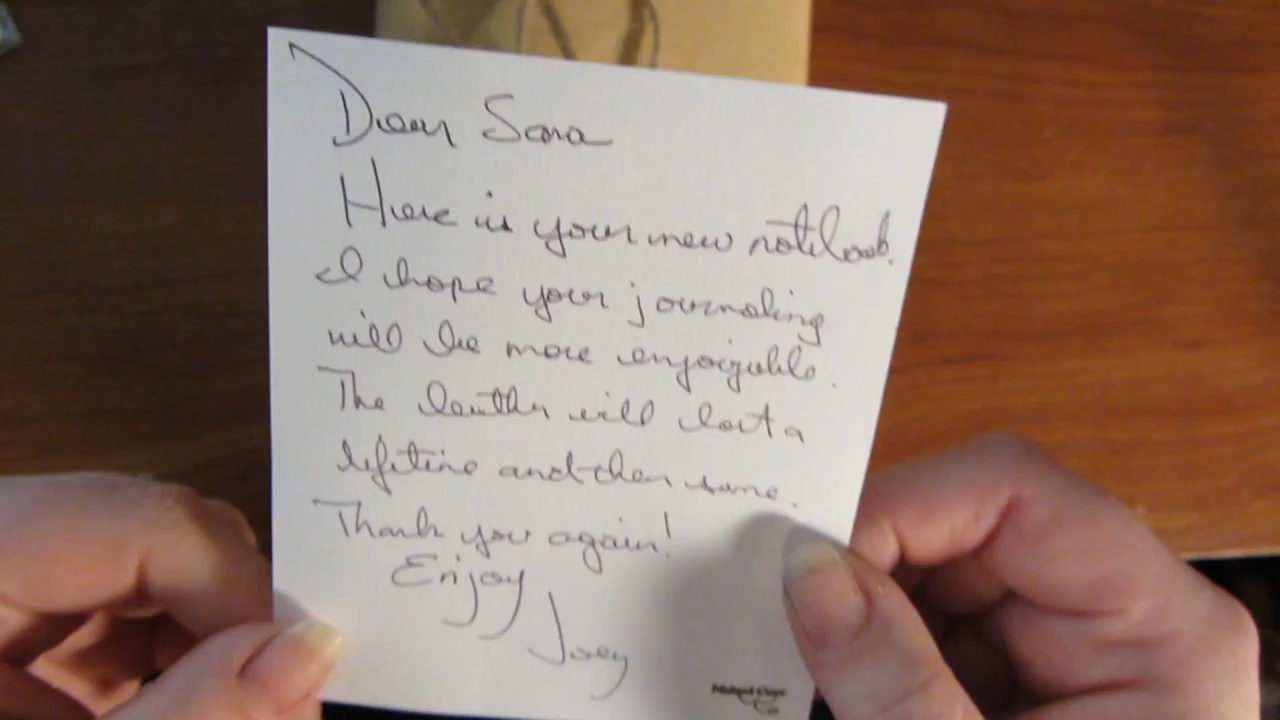 Dear Sara
Here is your new notebook.
I hope your journaling
will be more enjoyable.
The leather will last a
lifetime and then some.
Thank you again!
Enjoy
Joey
Co